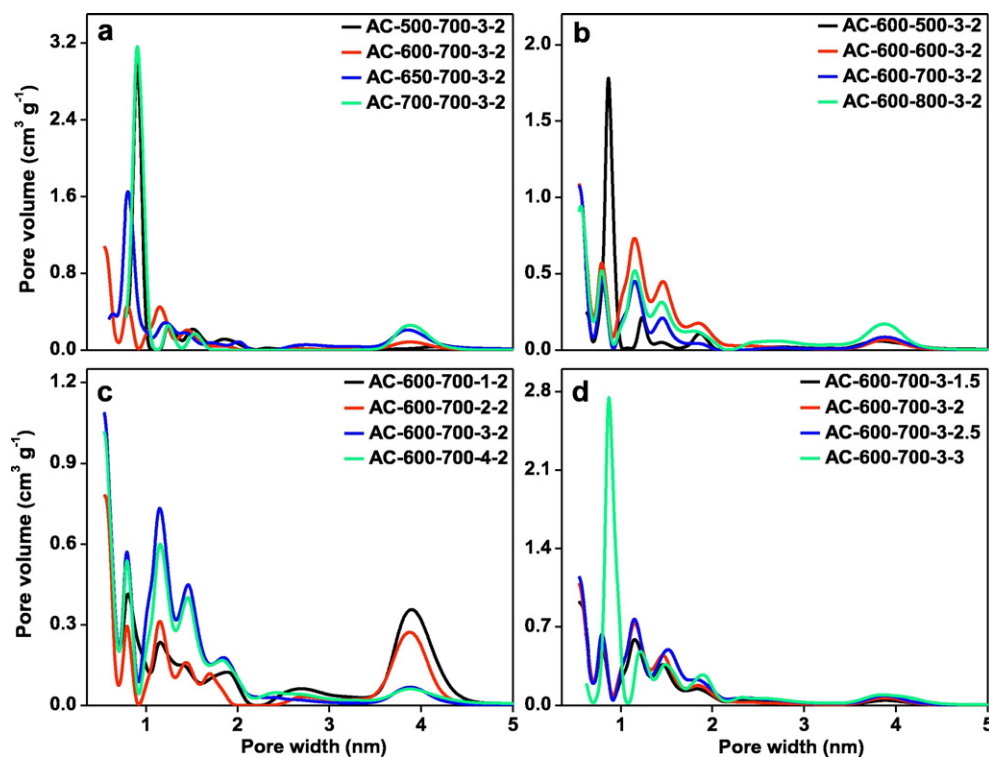 a
AC-500-700-3-2
AC-600-700-3-2
AC-650-700-3-2
AC-700-700-3-2
3.2
2.4
1.6
0.8
0.0
Pore volume (cm³ g⁻¹)
b
AC-600-500-3-2
AC-600-600-3-2
AC-600-700-3-2
AC-600-800-3-2
2.0
1.5
1.0
0.5
0.0
c
AC-600-700-1-2
AC-600-700-2-2
AC-600-700-3-2
AC-600-700-4-2
1.2
0.9
0.6
0.3
0.0
Pore volume (cm³ g⁻¹)
1 2 3 4 5
Pore width (nm)
d
AC-600-700-3-1.5
AC-600-700-3-2
AC-600-700-3-2.5
AC-600-700-3-3
2.8
2.1
1.4
0.7
0.0
1 2 3 4 5
Pore width (nm)